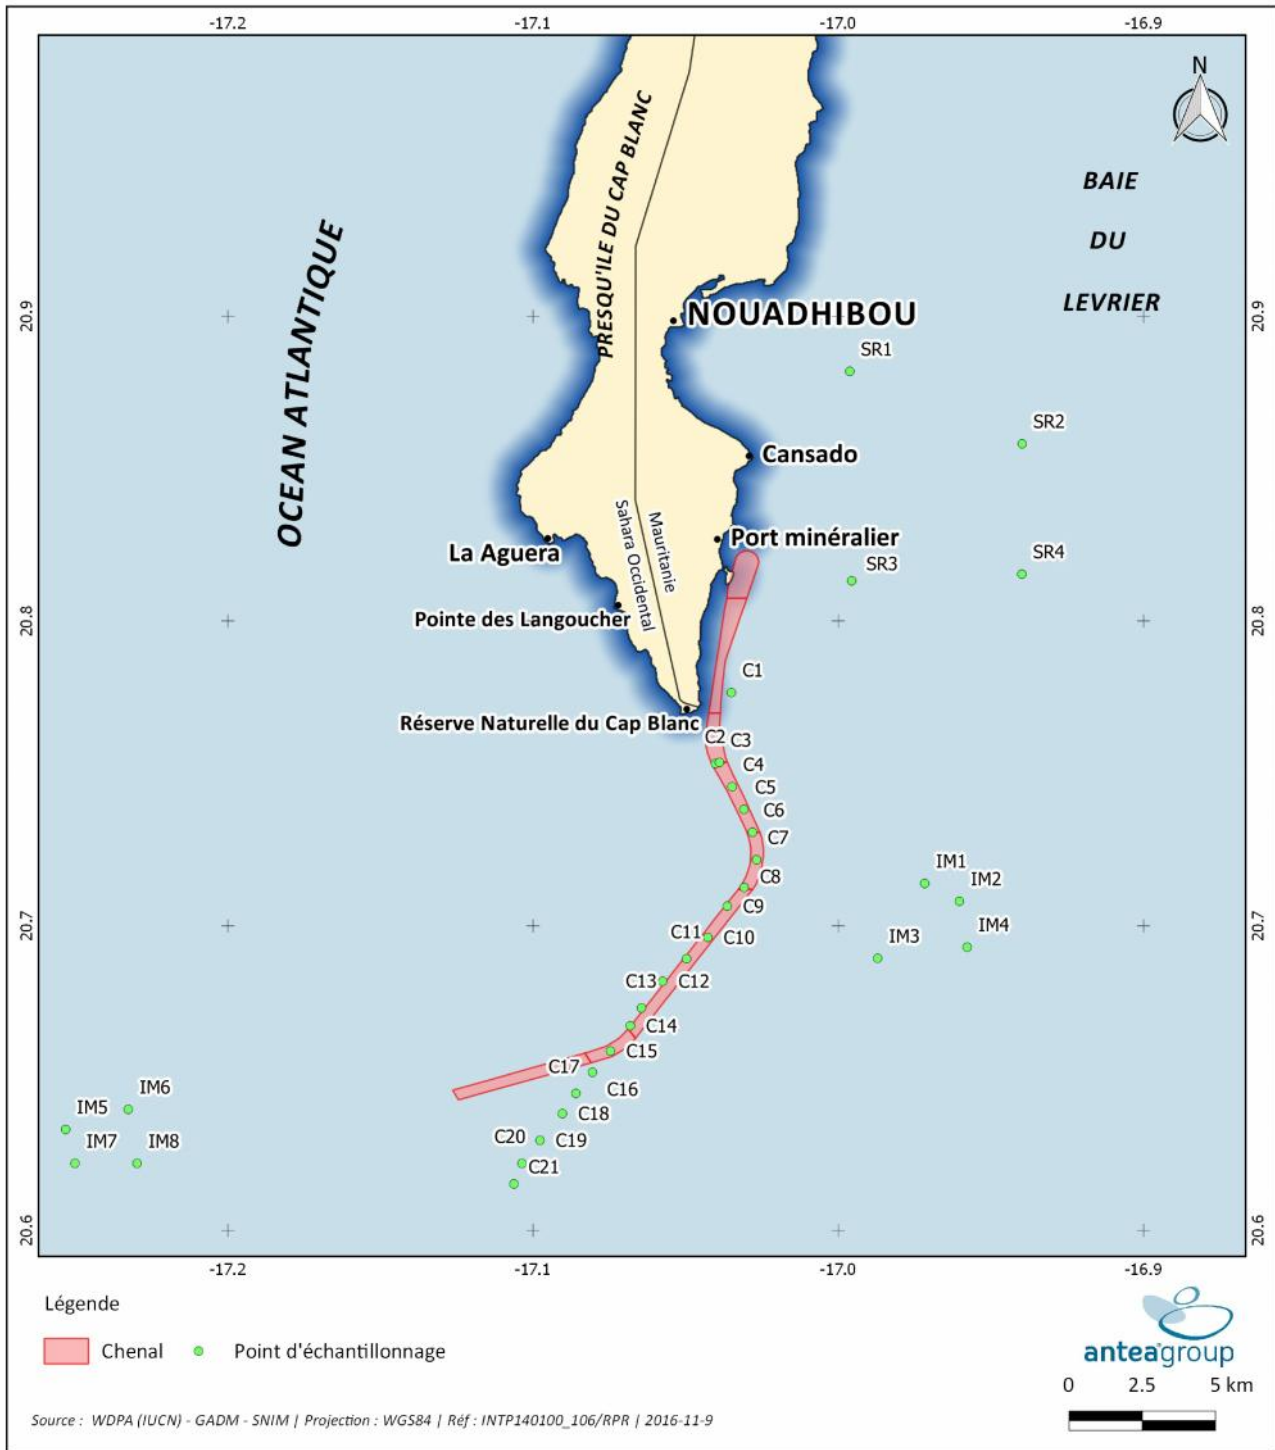 -17.2 -17.1 -17.0 -16.9
N
PRESQU'ILE DU CAP BLANC
BAIE
DU
LEVRIER
OCEAN ATLANTIQUE
20.9 20.9
NOUADHIBOU
SR1
SR2
Cansado
Port minéralier
La Aguera
Mauritanie
Sahara Occidental
SR3
SR4
Pointe des Langoucher
20.8 20.8
C1
Réserve Naturelle du Cap Blanc
C2 C3
C4
C5
C6
C7
C8
IM1
IM2
C9
C11 C10
IM3
IM4
20.7 20.7
C13 C12
C14
C15
C17
C16
IM6
IM5
C18
IM7 IM8
C20 C19
C21
20.6 20.6
-17.2 -17.1 -17.0 -16.9
Légende
Chenal
Point d'échantillonnage
anteagroup
0 2.5 5 km
Source : WDPA (IUCN) - GADM - SNIM | Projection : WGS84 | Réf : INTP140100_106/RPR | 2016-11-9